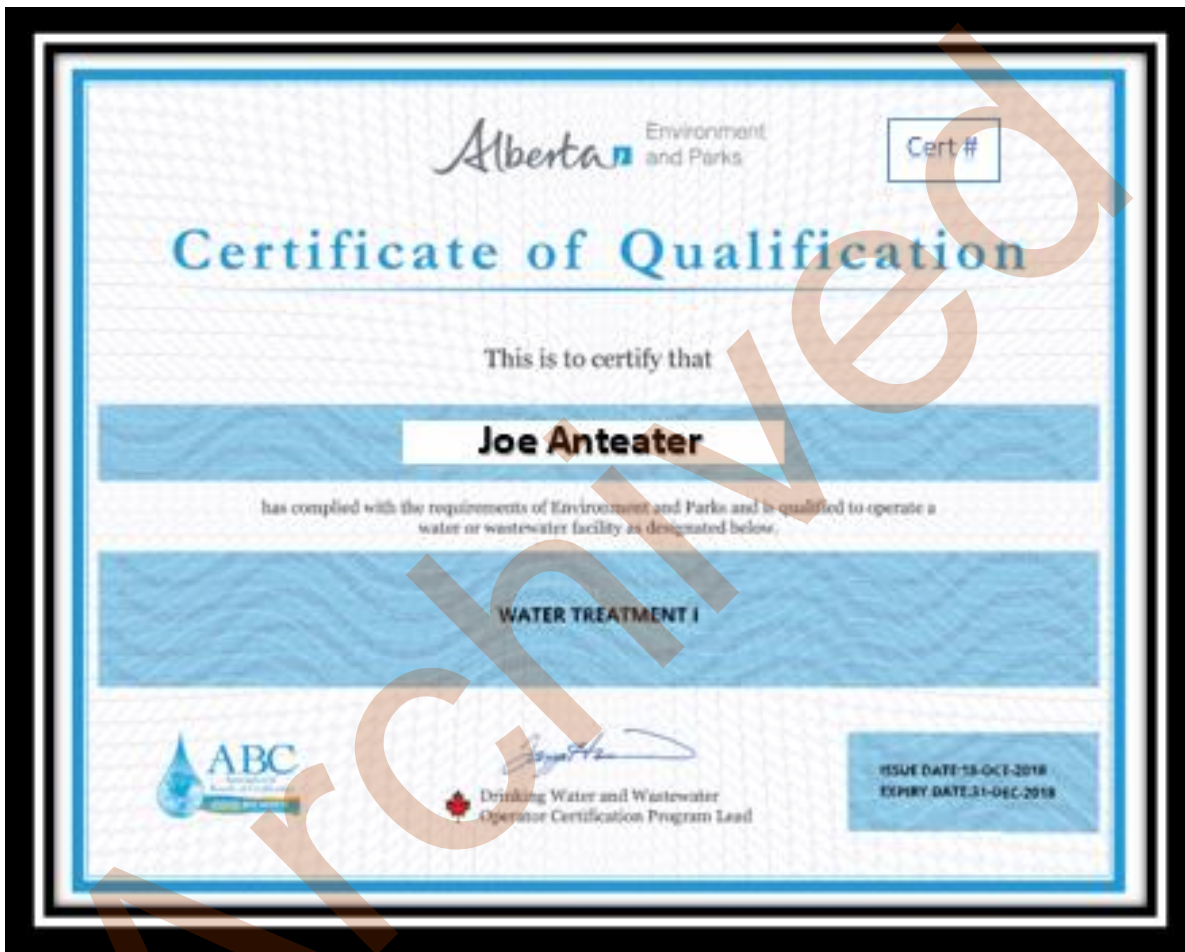 Alberta Environment
and Parks
Cert #
Certificate of Qualification
This is to certify that
Joe Anteater
has complied with the requirements of Environment and Parks and is qualified to operate a
water or wastewater facility as designated below.
WATER TREATMENT I
ABC
Drinking Water and Wastewater
Operator Certification Program Lead
ISSUE DATE:18-OCT-2018
EXPIRY DATE:31-DEC-2018
Archived